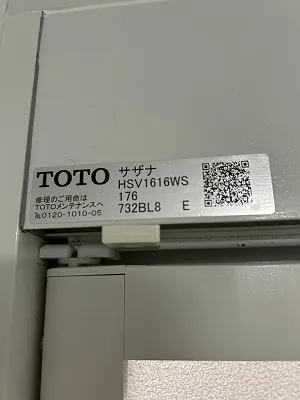 TOTO
サザナ
HSV1616WS
176
732BL8 E
修理のご用命は
TOTOメンテナンスへ
℡0120-1010-05